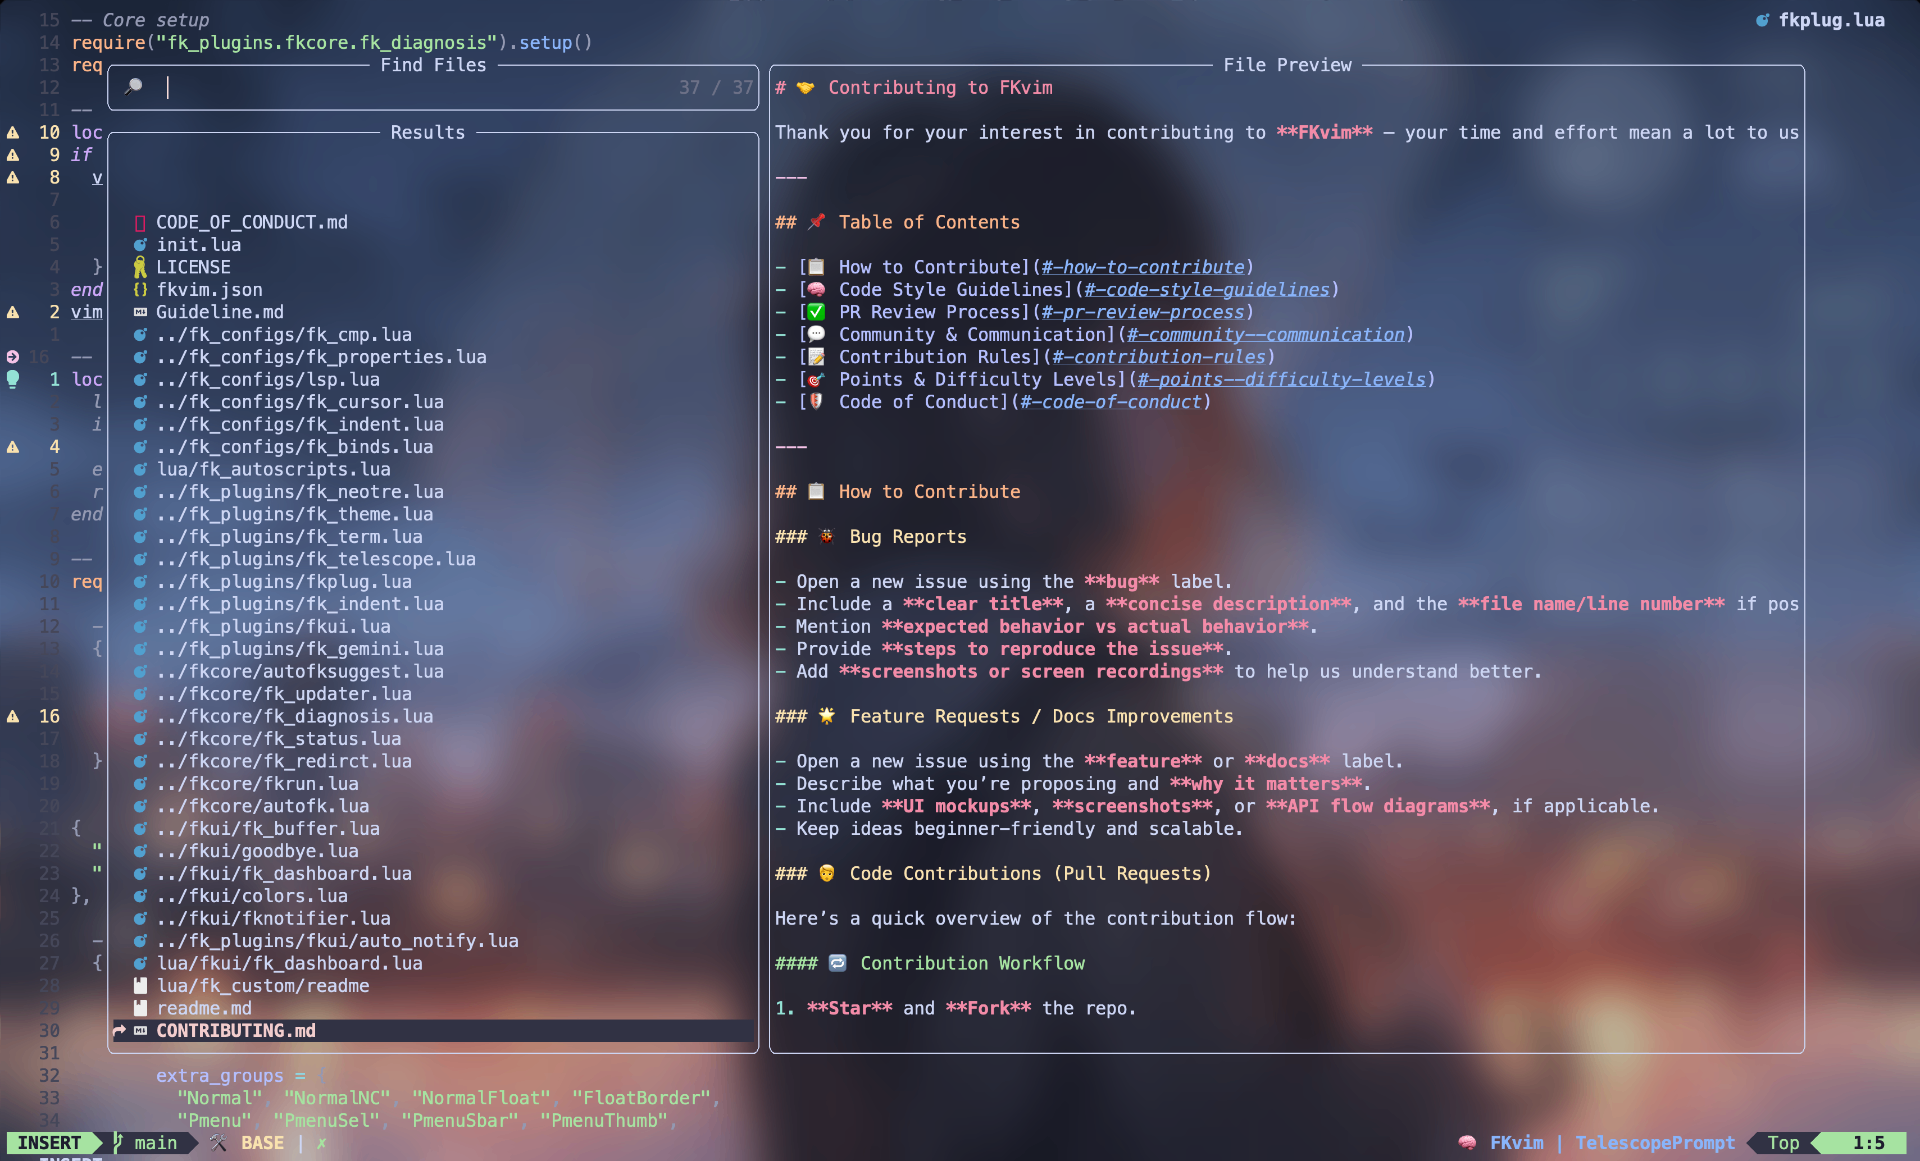 15 -- Core setup
fkplug.lua
14 require("fk_plugins.fkcore.fk_diagnosis").setup()
13 req
12
11 --
10 loc
9 if
8 v
7
6
5
4 }
3 end
2 vim
1
16 --
1 loc
l
3 i
4
5 e
6 r
7 end
8
9 --
10 req
11
12 -
13 {
14
15
16
17
18 }
19
20
21 {
22 "
23 "
24 },
25
26 -
27 {
28
29
30
31
32 extra_groups = {
33 "Normal", "NormalNC", "NormalFloat", "FloatBorder",
34 "Pmenu", "PmenuSel", "PmenuSbar", "PmenuThumb",
Find Files
37 / 37
Results
CODE_OF_CONDUCT.md
init.lua
LICENSE
{} fkvim.json
Guideline.md
../fk_configs/fk_cmp.lua
../fk_configs/fk_properties.lua
../fk_configs/lsp.lua
../fk_configs/fk_cursor.lua
../fk_configs/fk_indent.lua
../fk_configs/fk_binds.lua
lua/fk_autoscripts.lua
../fk_plugins/fk_neotre.lua
../fk_plugins/fk_theme.lua
../fk_plugins/fk_term.lua
../fk_plugins/fk_telescope.lua
../fk_plugins/fkplug.lua
../fk_plugins/fk_indent.lua
../fk_plugins/fkui.lua
../fk_plugins/fk_gemini.lua
../fkcore/autofksuggest.lua
../fkcore/fk_updater.lua
../fkcore/fk_diagnosis.lua
../fkcore/fk_status.lua
../fkcore/fk_redirct.lua
../fkcore/fkrun.lua
../fkcore/autofk.lua
../fkui/fk_buffer.lua
../fkui/goodbye.lua
../fkui/fk_dashboard.lua
../fkui/colors.lua
../fkui/fknotifier.lua
../fk_plugins/fkui/auto_notify.lua
lua/fkui/fk_dashboard.lua
lua/fk_custom/readme
readme.md
CONTRIBUTING.md
File Preview
# 🤝 Contributing to FKvim
Thank you for your interest in contributing to **FKvim** — your time and effort mean a lot to us
---
## 📌 Table of Contents
- [📋 How to Contribute](#-how-to-contribute)
- [🧠 Code Style Guidelines](#-code-style-guidelines)
- [✅ PR Review Process](#-pr-review-process)
- [💬 Community & Communication](#-community--communication)
- [📝 Contribution Rules](#-contribution-rules)
- [🎯 Points & Difficulty Levels](#-points--difficulty-levels)
- [🛡 Code of Conduct](#-code-of-conduct)
---
## 📋 How to Contribute
### 🐞 Bug Reports
- Open a new issue using the **bug** label.
- Include a **clear title**, a **concise description**, and the **file name/line number** if pos
- Mention **expected behavior vs actual behavior**.
- Provide **steps to reproduce the issue**.
- Add **screenshots or screen recordings** to help us understand better.
### 🌟 Feature Requests / Docs Improvements
- Open a new issue using the **feature** or **docs** label.
- Describe what you’re proposing and **why it matters**.
- Include **UI mockups**, **screenshots**, or **API flow diagrams**, if applicable.
- Keep ideas beginner-friendly and scalable.
### 🧑 Code Contributions (Pull Requests)
Here’s a quick overview of the contribution flow:
#### 🔁 Contribution Workflow
1. **Star** and **Fork** the repo.
INSERT main 🛠 BASE | ✗
🧠 FKvim | TelescopePrompt Top 1:5